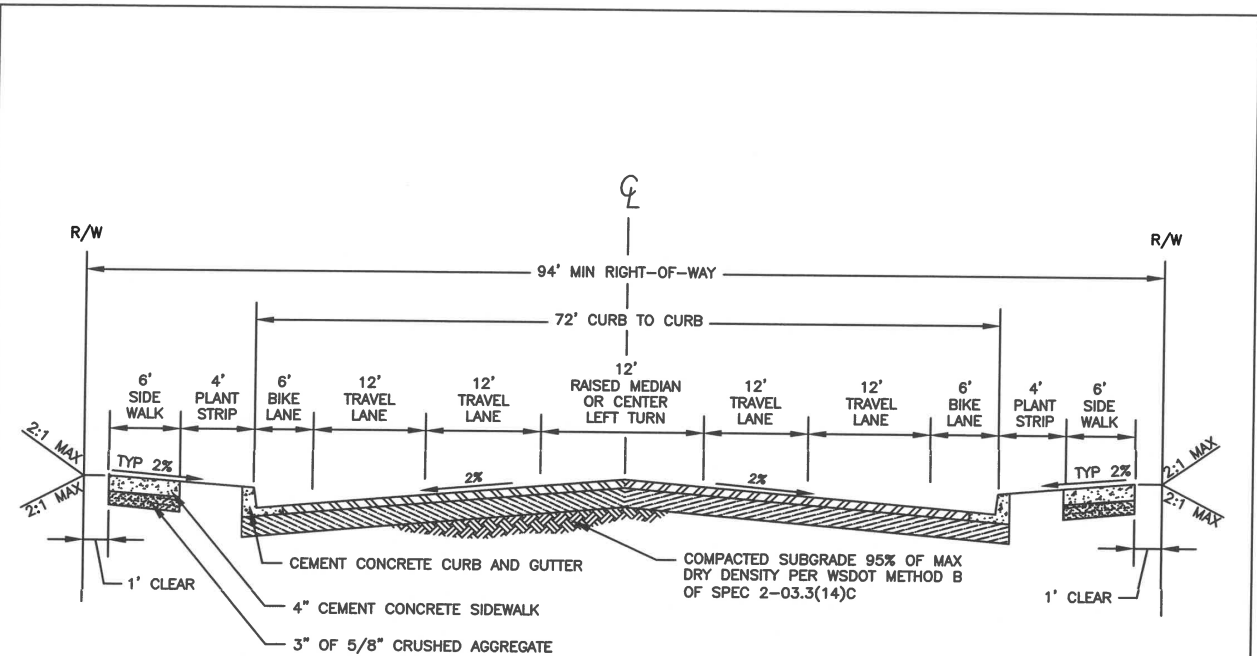 ℄
R/W
R/W
94' MIN RIGHT-OF-WAY
72' CURB TO CURB
6'
SIDE
WALK
4'
PLANT
STRIP
6'
BIKE
LANE
12'
TRAVEL
LANE
12'
TRAVEL
LANE
12'
RAISED MEDIAN
OR CENTER
LEFT TURN
12'
TRAVEL
LANE
12'
TRAVEL
LANE
6'
BIKE
LANE
4'
PLANT
STRIP
6'
SIDE
WALK
2:1 MAX
2:1 MAX
TYP 2%
2%
2%
TYP 2%
2:1 MAX
2:1 MAX
CEMENT CONCRETE CURB AND GUTTER
COMPACTED SUBGRADE 95% OF MAX
DRY DENSITY PER WSDOT METHOD B
OF SPEC 2-03.3(14)C
1' CLEAR
1' CLEAR
4" CEMENT CONCRETE SIDEWALK
3" OF 5/8" CRUSHED AGGREGATE